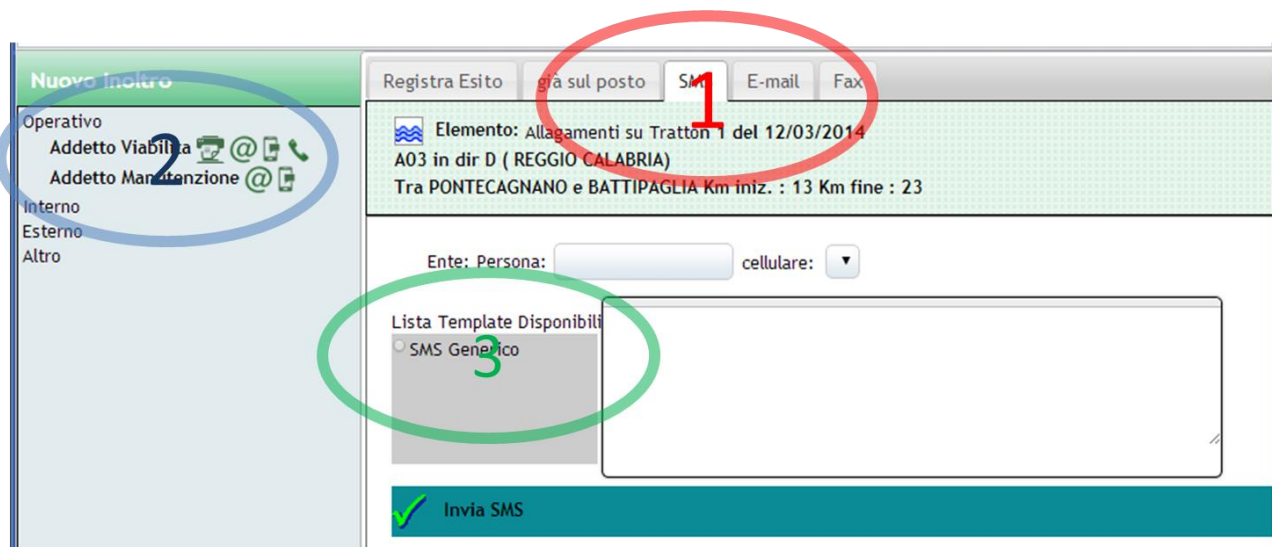 Nuovo Inoltro
Operativo
Addetto Viabilita @
Addetto Manutenzione @
Interno
Esterno
Altro
2
Registra Esito già sul posto SMS E-mail Fax
1
Elemento: Allagamenti su Tratton 1 del 12/03/2014
A03 in dir D ( REGGIO CALABRIA)
Tra PONTECAGNANO e BATTIPAGLIA Km iniz. : 13 Km fine : 23
Ente: Persona: cellulare:
Lista Template Disponibili
SMS Generico
3
Invia SMS